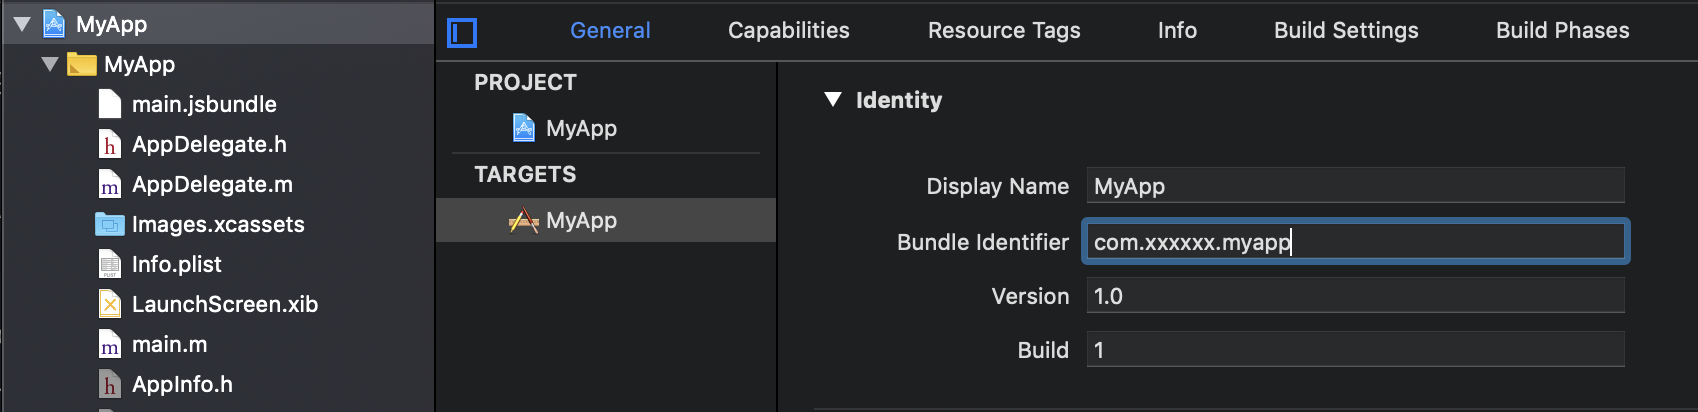 MyApp
MyApp
main.jsbundle
AppDelegate.h
AppDelegate.m
Images.xcassets
Info.plist
LaunchScreen.xib
main.m
AppInfo.h
General Capabilities Resource Tags Info Build Settings Build Phases
PROJECT
MyApp
TARGETS
MyApp
Identity
Display Name MyApp
Bundle Identifier com.xxxxxx.myapp
Version 1.0
Build 1